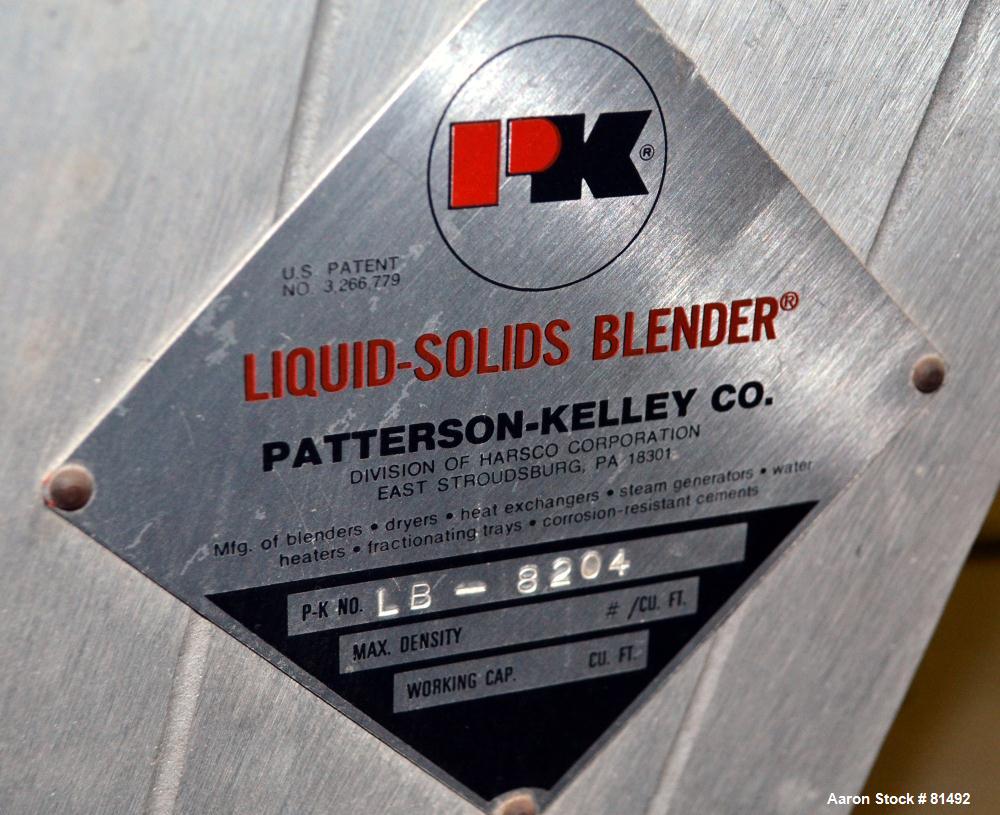 PK®
U.S. PATENT
NO. 3,266,779
LIQUID-SOLIDS BLENDER®
PATTERSON-KELLEY CO.
DIVISION OF HARSCO CORPORATION
EAST STROUDSBURG, PA 18301
Mfg. of blenders • dryers • heat exchangers • steam generators • water
heaters • fractionating trays • corrosion-resistant cements
P-K NO. LB - 8204
MAX. DENSITY # /CU. FT.
WORKING CAP. CU. FT.
Aaron Stock # 81492